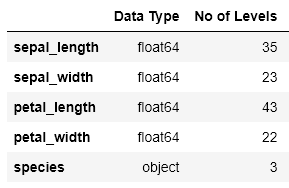 Data Type No of Levels
sepal_length float64 35
sepal_width float64 23
petal_length float64 43
petal_width float64 22
species object 3